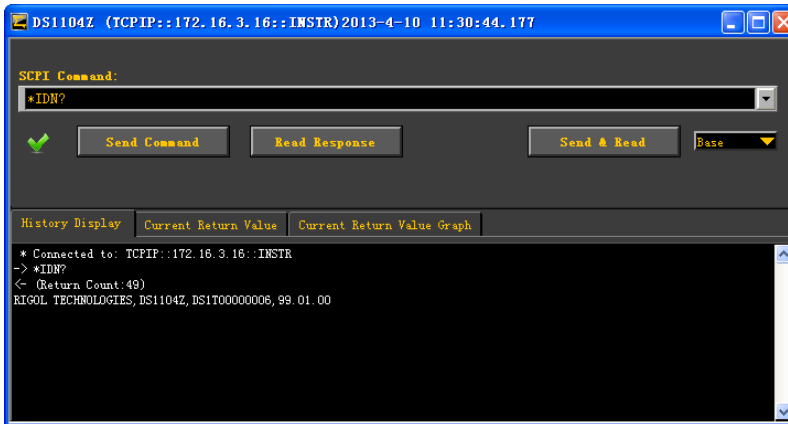 DS1104Z (TCPIP::172.16.3.16::INSTR)2013-4-10 11:30:44.177
SCPI Command:
*IDN?
Send Command
Read Response
Send & Read
Base
History Display
Current Return Value
Current Return Value Graph
* Connected to: TCPIP::172.16.3.16::INSTR
-> *IDN?
<- (Return Count:49)
RIGOL TECHNOLOGIES,DS1104Z,DS1T00000006,99.01.00